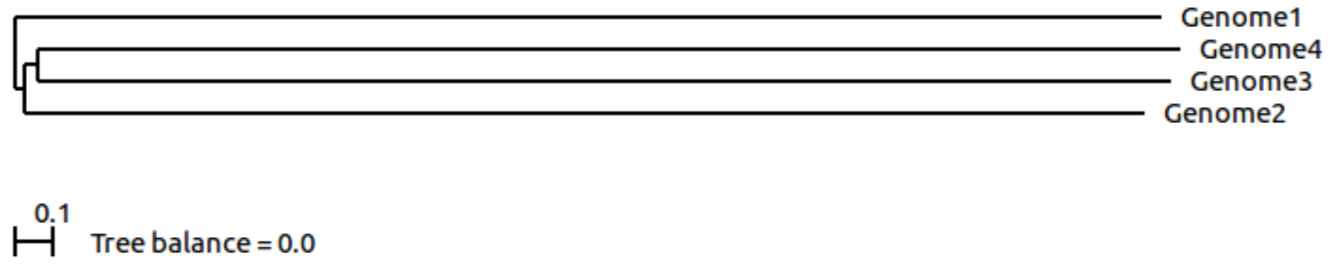 Genome1
Genome4
Genome3
Genome2
0.1
Tree balance = 0.0